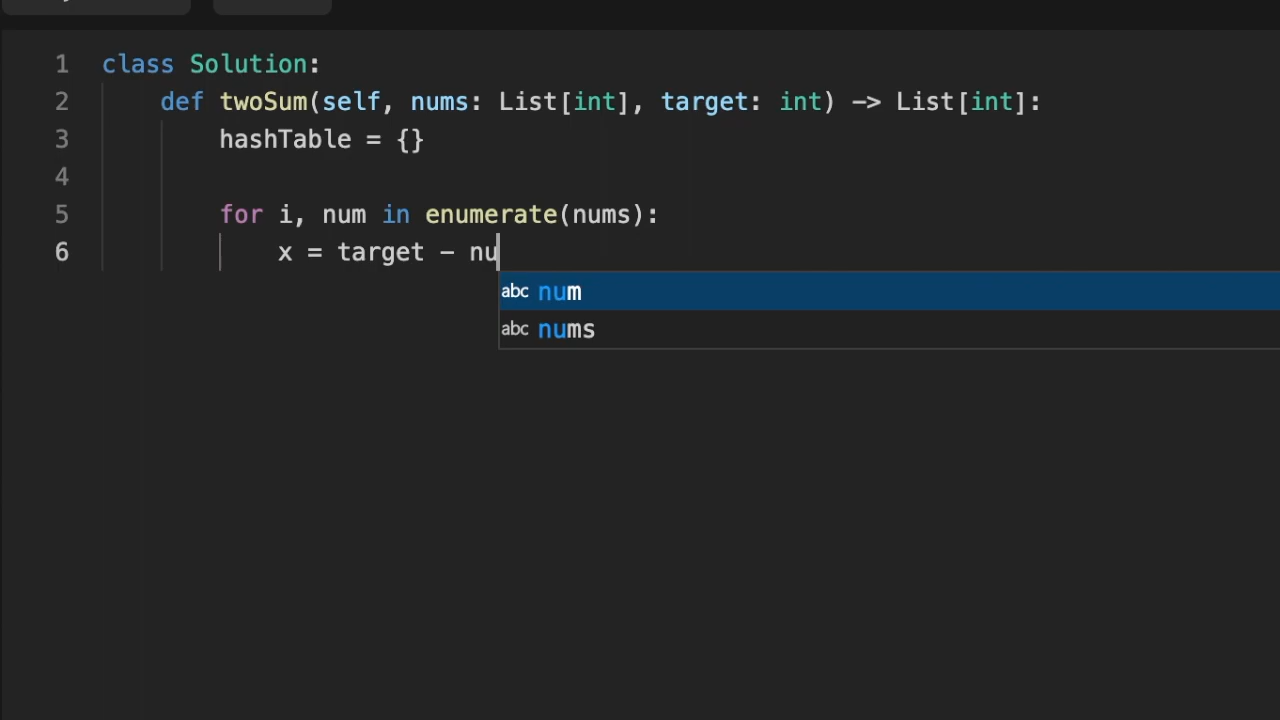 1 class Solution:
2 def twoSum(self, nums: List[int], target: int) -> List[int]:
3 hashTable = {}
4
5 for i, num in enumerate(nums):
6 x = target - nu
abc num
abc nums